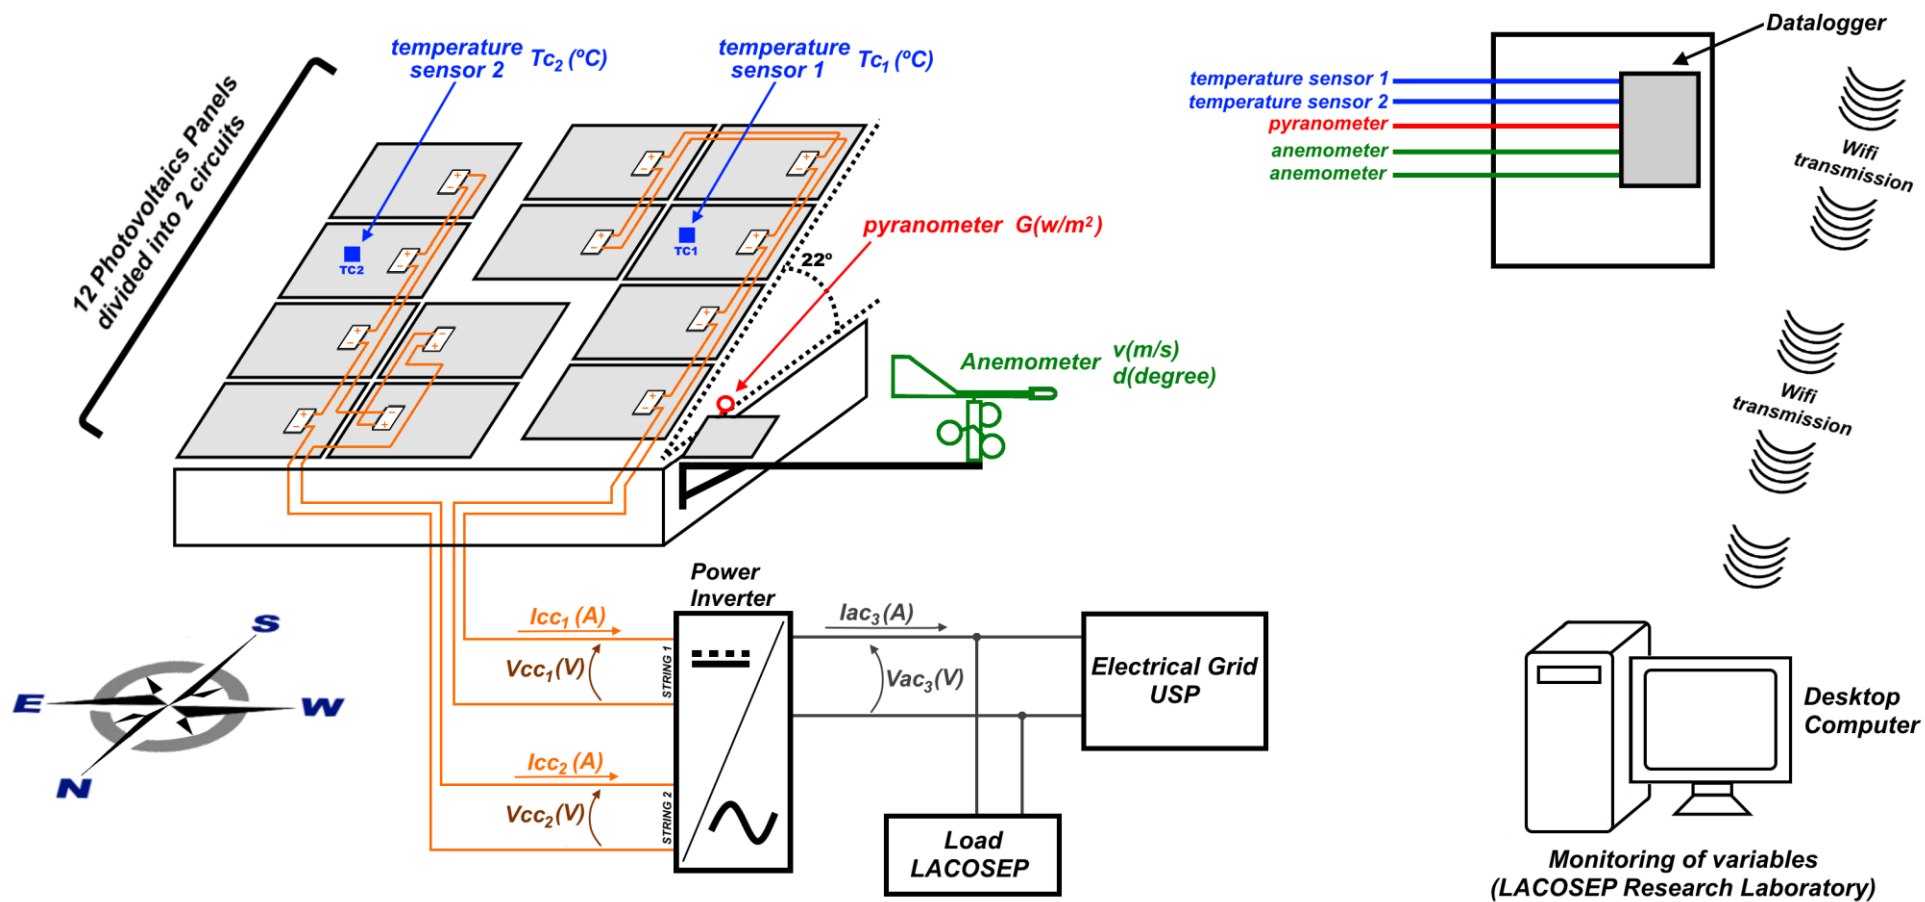 12 Photovoltaics Panels
divided into 2 circuits
temperature
sensor 2
Tc2 (ºC)
temperature
sensor 1
Tc1 (ºC)
TC2
TC1
22º
pyranometer G(w/m²)
Anemometer
v(m/s)
d(degree)
Datalogger
temperature sensor 1
temperature sensor 2
pyranometer
anemometer
anemometer
Wifi
transmission
Wifi
transmission
S
E
W
N
Power
Inverter
Icc1 (A)
Vcc1 (V)
STRING 1
Icc2 (A)
Vcc2 (V)
STRING 2
Iac3 (A)
Vac3 (V)
Electrical Grid
USP
Load
LACOSEP
Desktop
Computer
Monitoring of variables
(LACOSEP Research Laboratory)